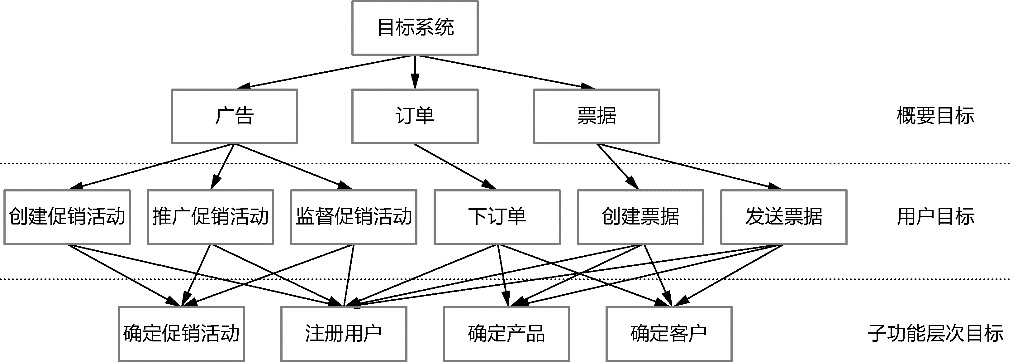 目标系统
广告
订单
票据
概要目标
创建促销活动
推广促销活动
监督促销活动
下订单
创建票据
发送票据
用户目标
确定促销活动
注册用户
确定产品
确定客户
子功能层次目标